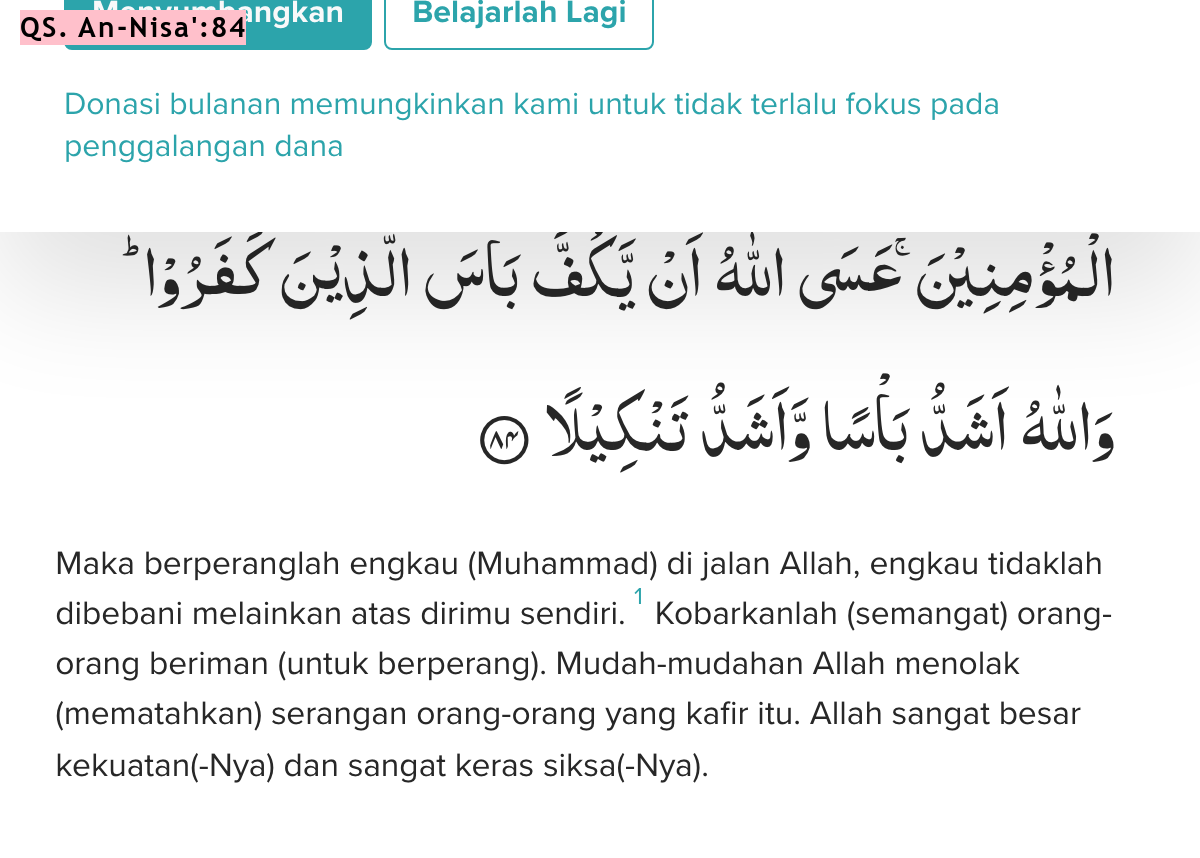 Menyumbangkan
Belajarlah Lagi
QS. An-Nisa':84
Donasi bulanan memungkinkan kami untuk tidak terlalu fokus pada
penggalangan dana
الْمُؤْمِنِيْنَ ۚعَسَى اللّٰهُ اَنْ يَّكُفَّ بَأْسَ الَّذِيْنَ كَفَرُوْا ۗ
وَاللّٰهُ اَشَدُّ بَأْسًا وَّاَشَدُّ تَنْكِيْلًا ٨٤
Maka berperanglah engkau (Muhammad) di jalan Allah, engkau tidaklah
dibebani melainkan atas dirimu sendiri. 1 Kobarkanlah (semangat) orang-
orang beriman (untuk berperang). Mudah-mudahan Allah menolak
(mematahkan) serangan orang-orang yang kafir itu. Allah sangat besar
kekuatan(-Nya) dan sangat keras siksa(-Nya).